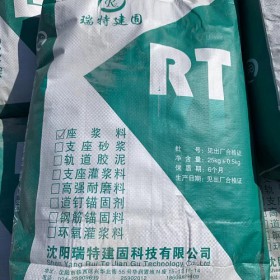 瑞特建固
RT
☑座浆料
□支座砂浆
□轨道胶泥
□支座灌浆料
□高强耐磨料
□道钉锚固剂
□钢筋锚固料
□环氧灌浆料
批号：见出厂合格证
净含量：25kg±0.5kg
保质期：6个月
生产日期：见出厂合格证
沈阳瑞特建固科技有限公司
Shen Yang Rui Te Jian Gu Technology Co.,Ltd